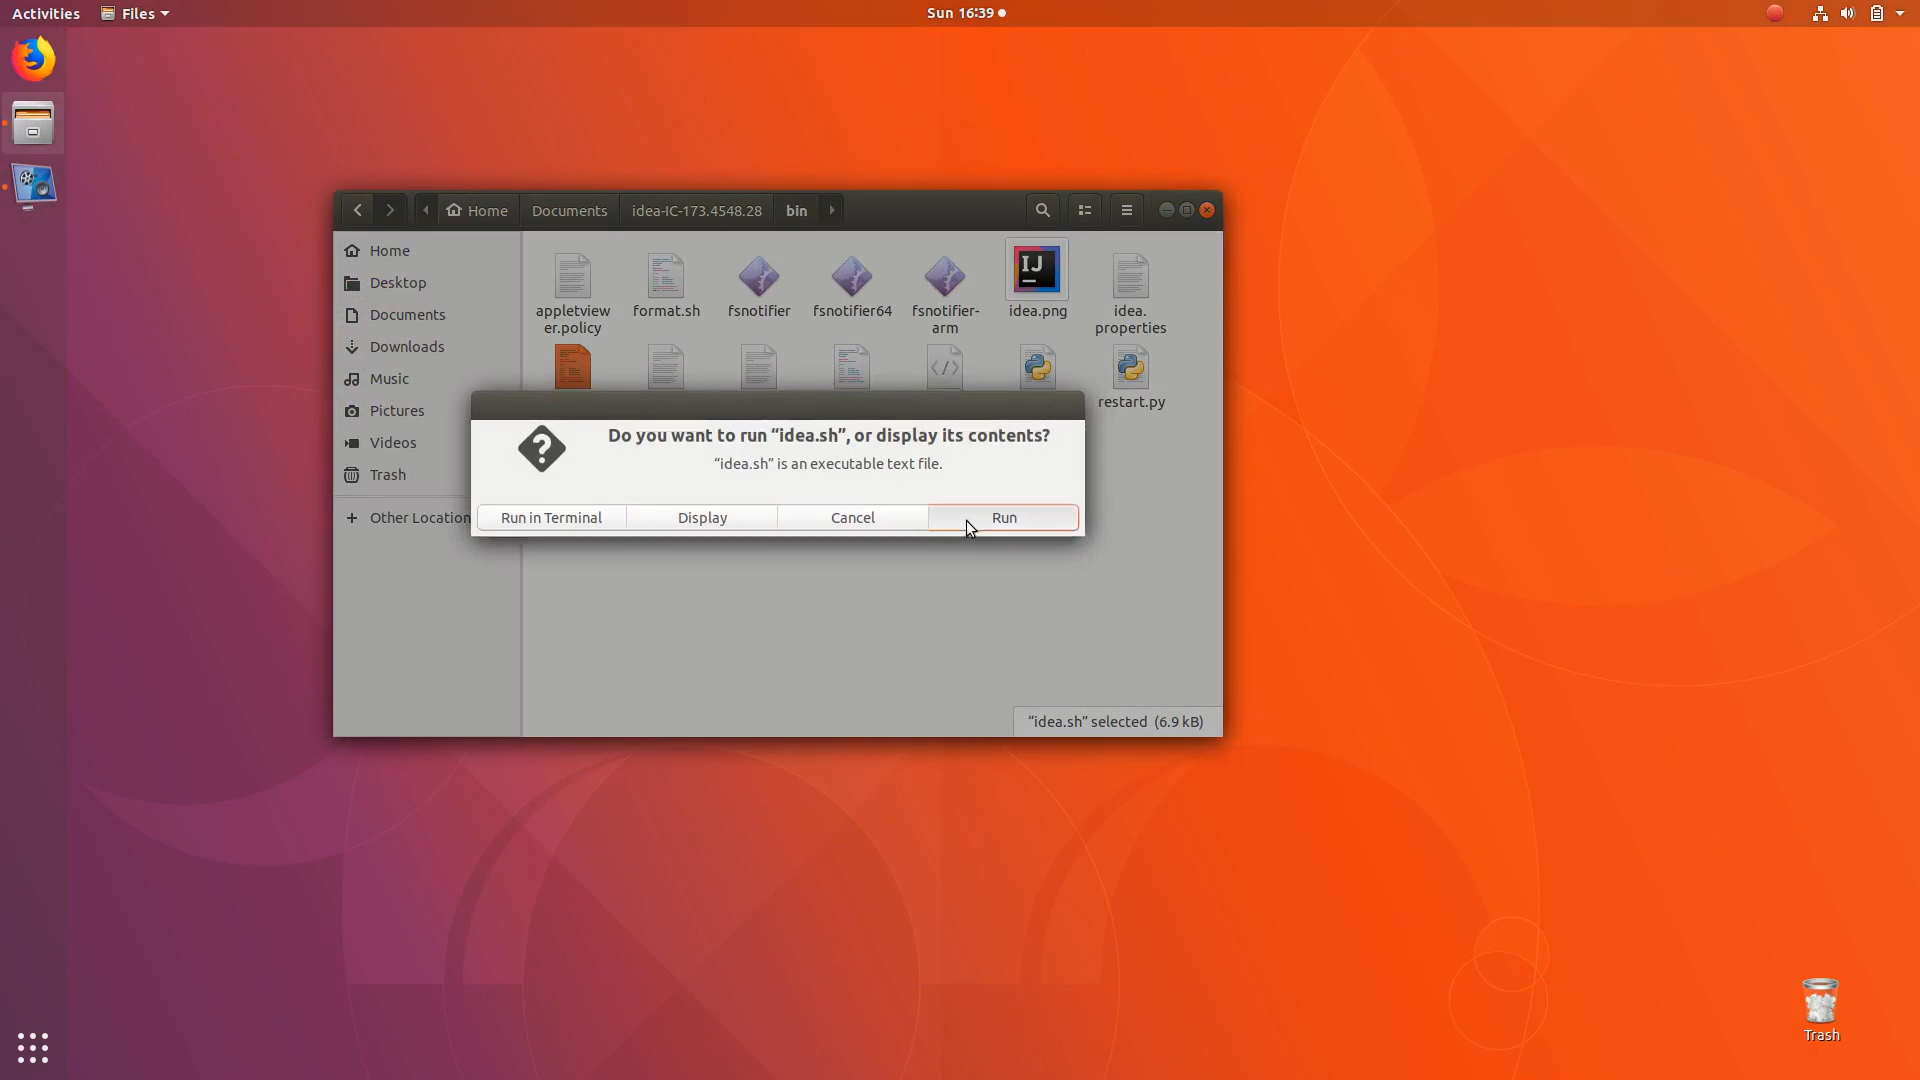 Activities
Files
Sun 16:39
Home
Documents
idea-IC-173.4548.28
bin
Home
Desktop
Documents
Downloads
Music
Pictures
Videos
Trash
Other Location
appletview
er.policy
format.sh
fsnotifier
fsnotifier64
fsnotifier-
arm
IJ
idea.png
idea.
properties
restart.py
Do you want to run “idea.sh”, or display its contents?
“idea.sh” is an executable text file.
Run in Terminal
Display
Cancel
Run
“idea.sh” selected (6.9 kB)
Trash